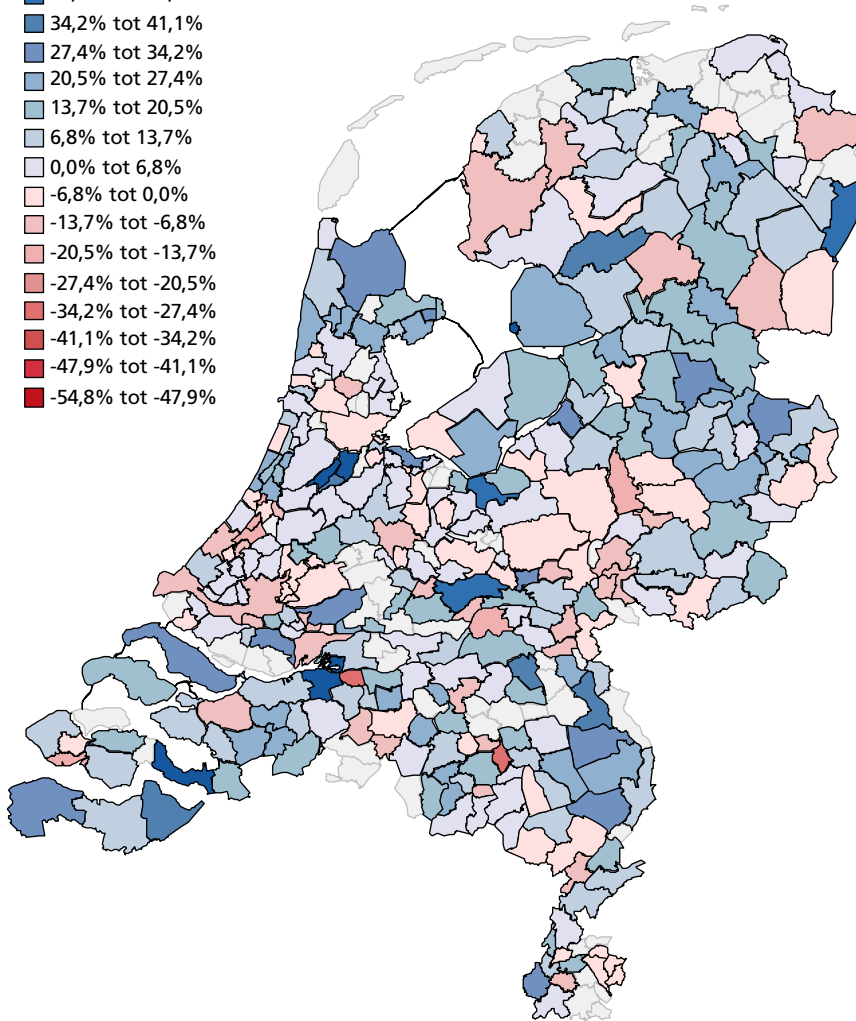 34,2% tot 41,1%
27,4% tot 34,2%
20,5% tot 27,4%
13,7% tot 20,5%
6,8% tot 13,7%
0,0% tot 6,8%
-6,8% tot 0,0%
-13,7% tot -6,8%
-20,5% tot -13,7%
-27,4% tot -20,5%
-34,2% tot -27,4%
-41,1% tot -34,2%
-47,9% tot -41,1%
-54,8% tot -47,9%